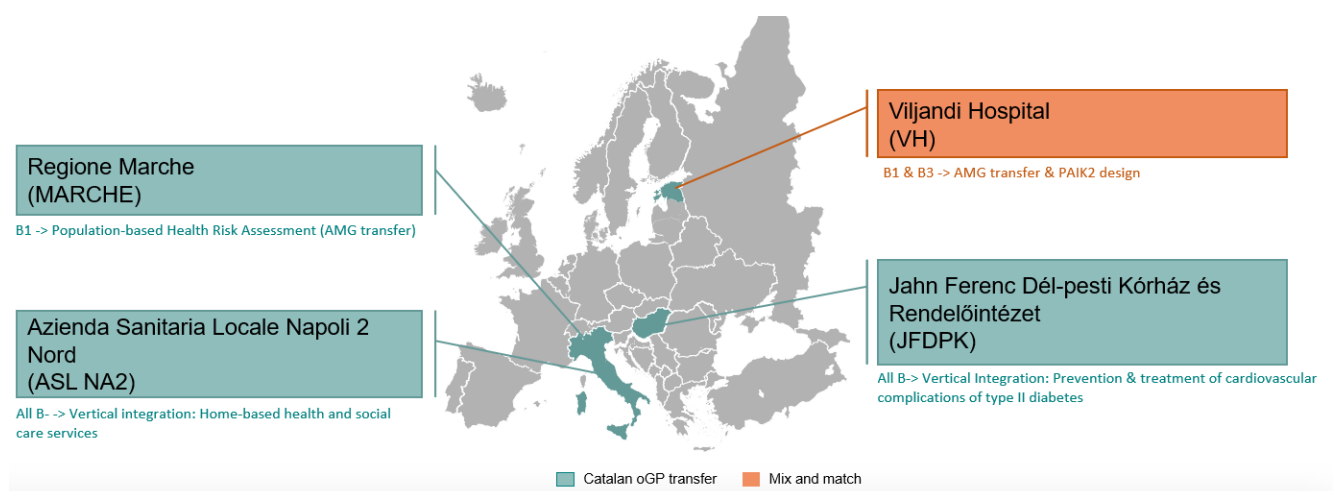 Regione Marche
(MARCHE)
B1 -> Population-based Health Risk Assessment (AMG transfer)
Azienda Sanitaria Locale Napoli 2
Nord
(ASL NA2)
All B- -> Vertical integration: Home-based health and social
care services
Viljandi Hospital
(VH)
B1 & B3 -> AMG transfer & PAIK2 design
Jahn Ferenc Dél-pesti Kórház és
Rendelőintézet
(JFDPK)
All B-> Vertical Integration: Prevention & treatment of cardiovascular
complications of type II diabetes
Catalan oGP transfer
Mix and match